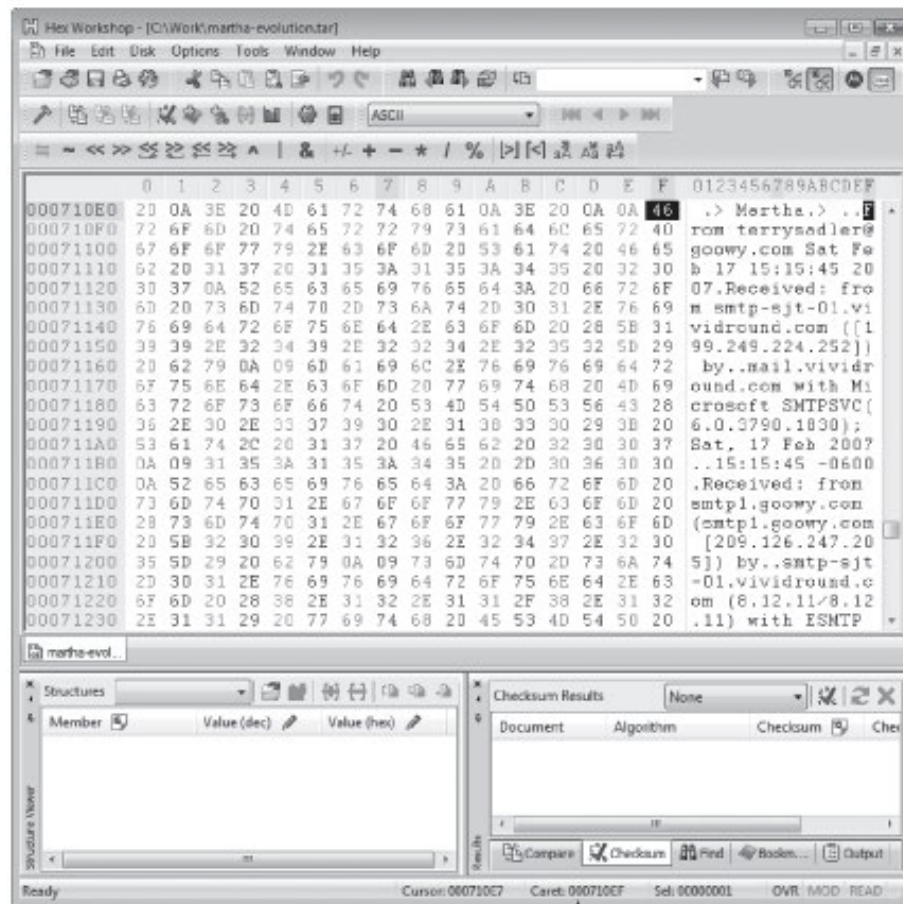 Hex Workshop - [C:\Work\martha-evolution.tar]
File Edit Disk Options Tools Window Help
ASCII
0 1 2 3 4 5 6 7 8 9 A B C D E F 0123456789ABCDEF
000710E0 20 0A 3E 20 4D 61 72 74 68 61 0A 3E 20 0A 0A 46 .> Martha.> ..F
000710F0 72 6F 6D 20 74 65 72 72 79 73 61 64 6C 65 72 40 rom terrysadler@
00071100 67 6F 6F 77 79 2E 63 6F 6D 20 53 61 74 20 46 65 goowy.com Sat Fe
00071110 62 20 31 37 20 31 35 3A 31 35 3A 34 35 20 32 30 b 17 15:15:45 20
00071120 30 37 0A 52 65 63 65 69 76 65 64 3A 20 66 72 6F 07.Received: fro
00071130 6D 20 73 6D 74 70 2D 73 6A 74 2D 30 31 2E 76 69 m smtp-sjt-01.vi
00071140 76 69 64 72 6F 75 6E 64 2E 63 6F 6D 20 28 5B 31 vidround.com ([1
00071150 39 39 2E 32 34 39 2E 32 32 34 2E 32 35 32 5D 29 99.249.224.252])
00071160 20 62 79 0A 09 6D 61 69 6C 2E 76 69 76 69 64 72 by..mail.vividr
00071170 6F 75 6E 64 2E 63 6F 6D 20 77 69 74 68 20 4D 69 ound.com with Mi
00071180 63 72 6F 73 6F 66 74 20 53 4D 54 50 53 56 43 28 crosoft SMTPSVC(
00071190 36 2E 30 2E 33 37 39 30 2E 31 38 33 30 29 3B 20 6.0.3790.1830);
000711A0 53 61 74 2C 20 31 37 20 46 65 62 20 32 30 30 37 Sat, 17 Feb 2007
000711B0 0A 09 31 35 3A 31 35 3A 34 35 20 2D 30 36 30 30 ..15:15:45 -0600
000711C0 0A 52 65 63 65 69 76 65 64 3A 20 66 72 6F 6D 20 .Received: from
000711D0 73 6D 74 70 31 2E 67 6F 6F 77 79 2E 63 6F 6D 20 smtp1.goowy.com
000711E0 28 73 6D 74 70 31 2E 67 6F 6F 77 79 2E 63 6F 6D (smtp1.goowy.com
000711F0 20 5B 32 30 39 2E 31 32 36 2E 32 34 37 2E 32 30 [209.126.247.20
00071200 35 5D 29 20 62 79 0A 09 73 6D 74 70 2D 73 6A 74 5]) by..smtp-sjt
00071210 2D 30 31 2E 76 69 76 69 64 72 6F 75 6E 64 2E 63 -01.vividround.c
00071220 6F 6D 20 28 38 2E 31 32 2E 31 31 2F 38 2E 31 32 om (8.12.11/8.12
00071230 2E 31 31 29 20 77 69 74 68 20 45 53 4D 54 50 20 .11) with ESMTP
martha-evol...
Structures
Member Value (dec) Value (hex)
Structure Viewer
Checksum Results None
Document Algorithm Checksum Chec
Results
Compare Checksum Find Bookm... Output
Ready Cursor: 000710E7 Caret: 000710EF Sel: 00000001 OVR MOD READ